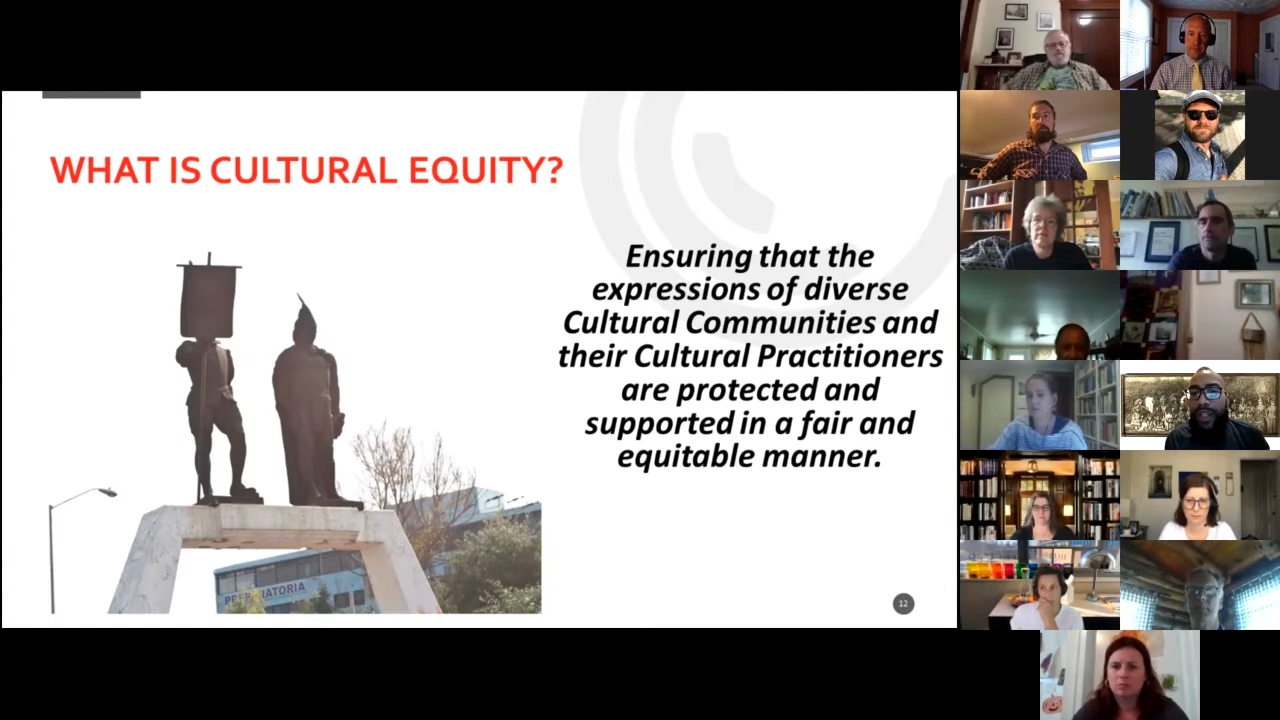 WHAT IS CULTURAL EQUITY?
Ensuring that the
expressions of diverse
Cultural Communities and
their Cultural Practitioners
are protected and
supported in a fair and
equitable manner.
12